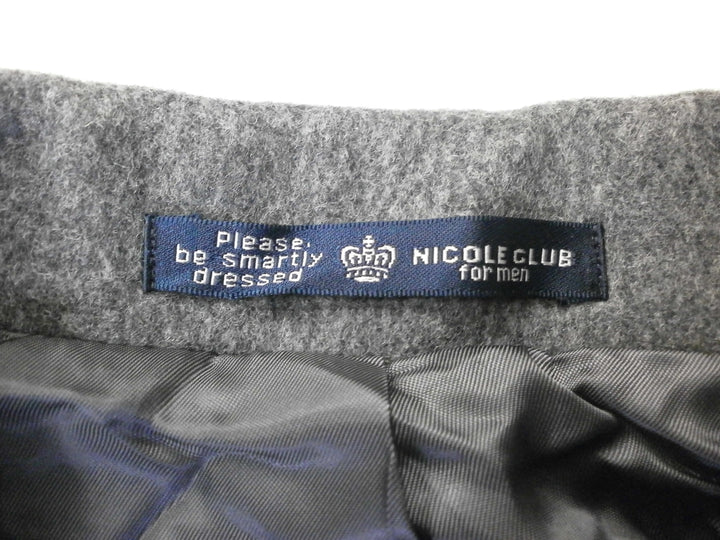 Please,
be smartly
dressed
NICOLE CLUB
for men